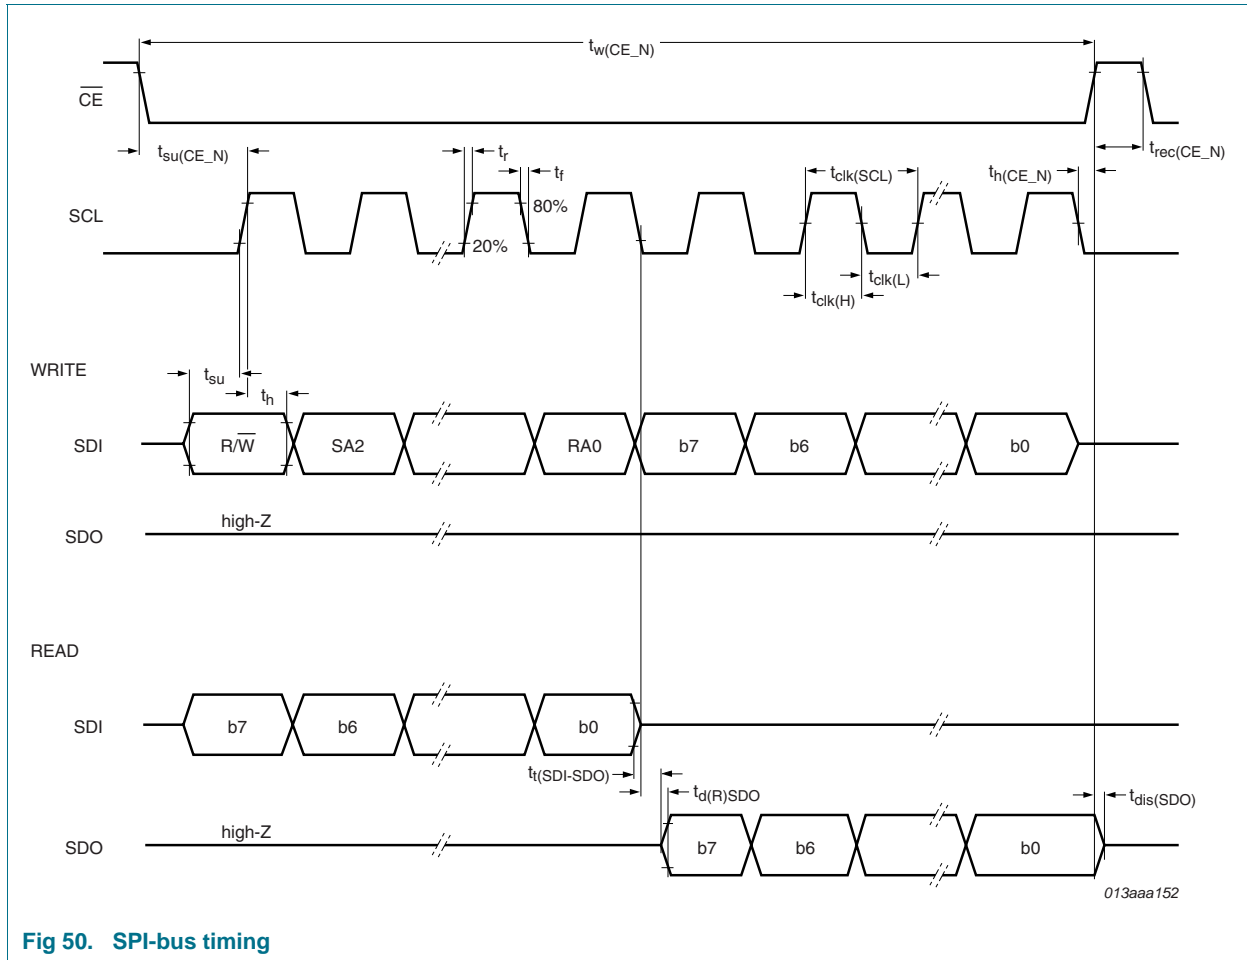 tw(CE_N)
CE
tsu(CE_N)
tr
tf
tclk(SCL)
th(CE_N)
trec(CE_N)
SCL
80%
20%
tclk(L)
tclk(H)
WRITE
tsu
th
SDI R/W SA2 RA0 b7 b6 b0
SDO high-Z
READ
SDI b7 b6 b0
tt(SDI-SDO)
td(R)SDO
tdis(SDO)
SDO high-Z b7 b6 b0
013aaa152
Fig 50. SPI-bus timing